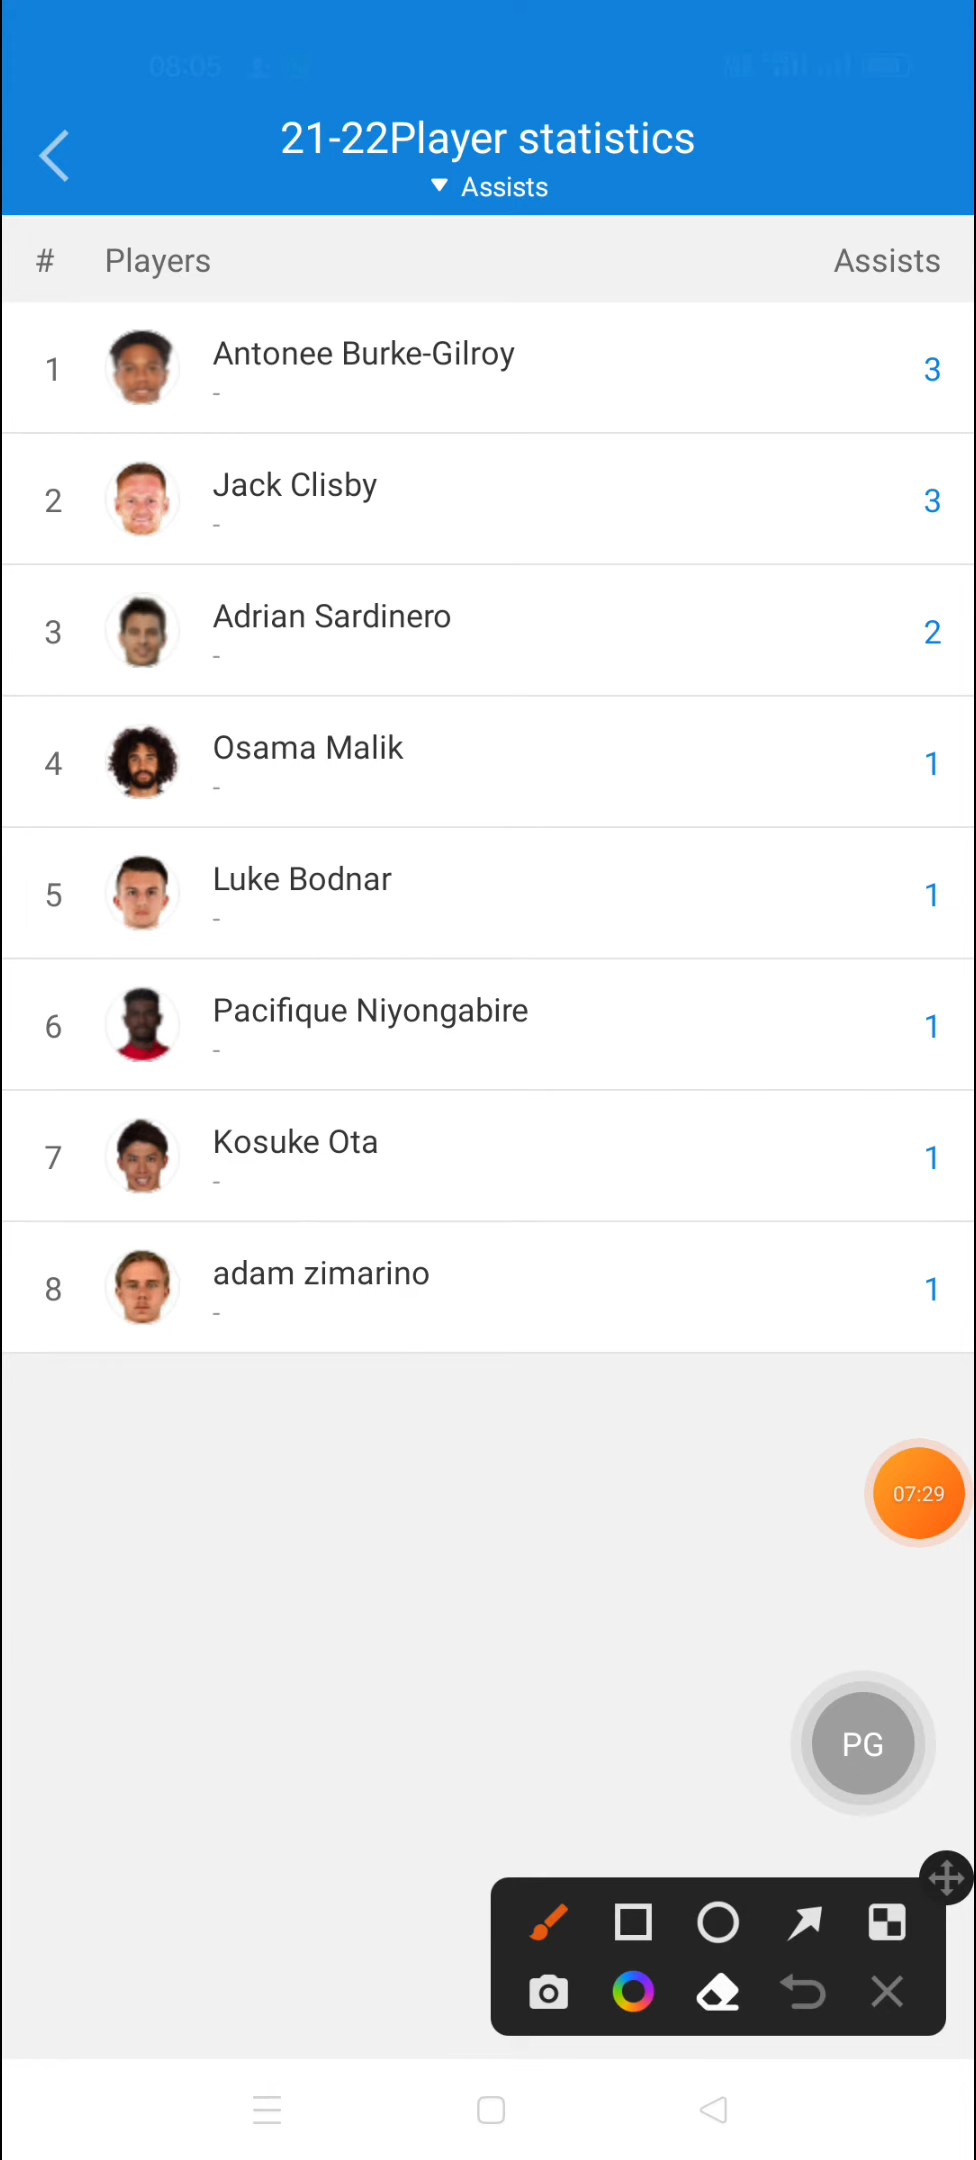 08:05
21-22Player statistics
Assists
# Players Assists
1 Antonee Burke-Gilroy 3
-
2 Jack Clisby 3
-
3 Adrian Sardinero 2
-
4 Osama Malik 1
-
5 Luke Bodnar 1
-
6 Pacifique Niyongabire 1
-
7 Kosuke Ota 1
-
8 adam zimarino 1
-
07:29
PG